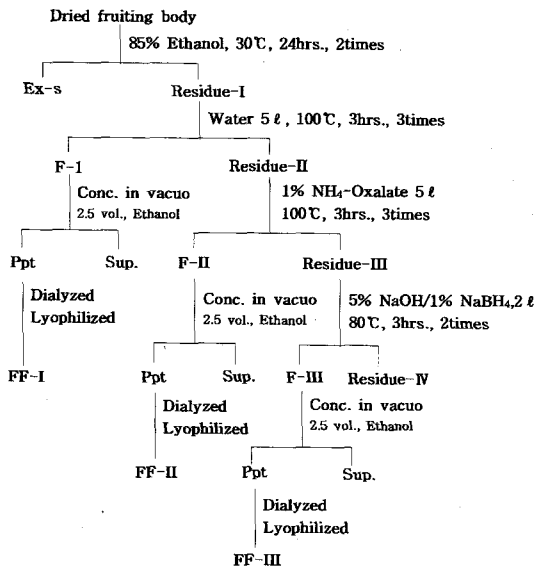 Dried fruiting body
85% Ethanol, 30℃, 24hrs., 2times
Ex-s Residue-I
Water 5ℓ, 100℃, 3hrs., 3times
F-1 Residue-II
Conc. in vacuo
2.5 vol., Ethanol
1% NH₄-Oxalate 5ℓ
100℃, 3hrs., 3times
Ppt Sup. F-II Residue-III
Dialyzed
Lyophilized
Conc. in vacuo
2.5 vol., Ethanol
5% NaOH/1% NaBH₄,2ℓ
80℃, 3hrs., 2times
FF-I Ppt Sup. F-III Residue-IV
Dialyzed
Lyophilized
Conc. in vacuo
2.5 vol., Ethanol
FF-II Ppt Sup.
Dialyzed
Lyophilized
FF-III